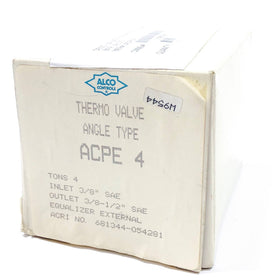 ALCO
CONTROLS
THERMO VALVE
ANGLE TYPE
ACPE 4
TONS 4
INLET 3/8" SAE
OUTLET 3/8-1/2" SAE
EQUALIZER EXTERNAL
ACRI NO. 681344-054281
W9544